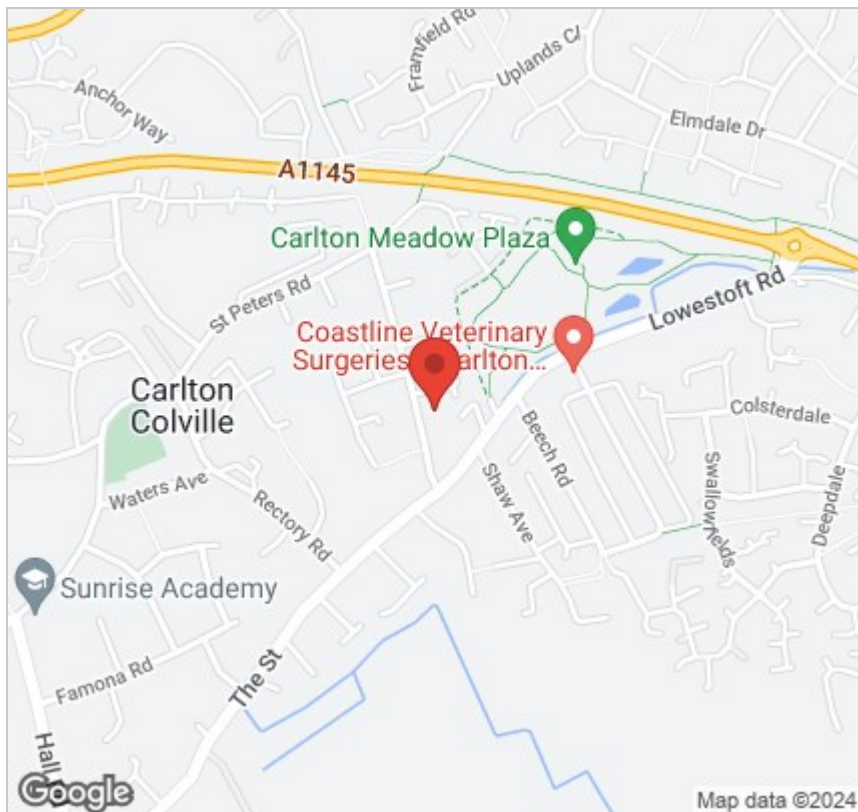 Framfield Rd
Uplands Cl
Anchor Way
Elmdale Dr
A1145
Carlton Meadow Plaza
St Peters Rd
Lowestoft Rd
Coastline Veterinary
Surgeries
arlton...
Carlton
Colville
Colsterdale
Beech Rd
Swallowfields
Deepdale
Waters Ave
Rectory Rd
Shaw Ave
Sunrise Academy
The St
Famona Rd
Hall
Google
Map data ©2024